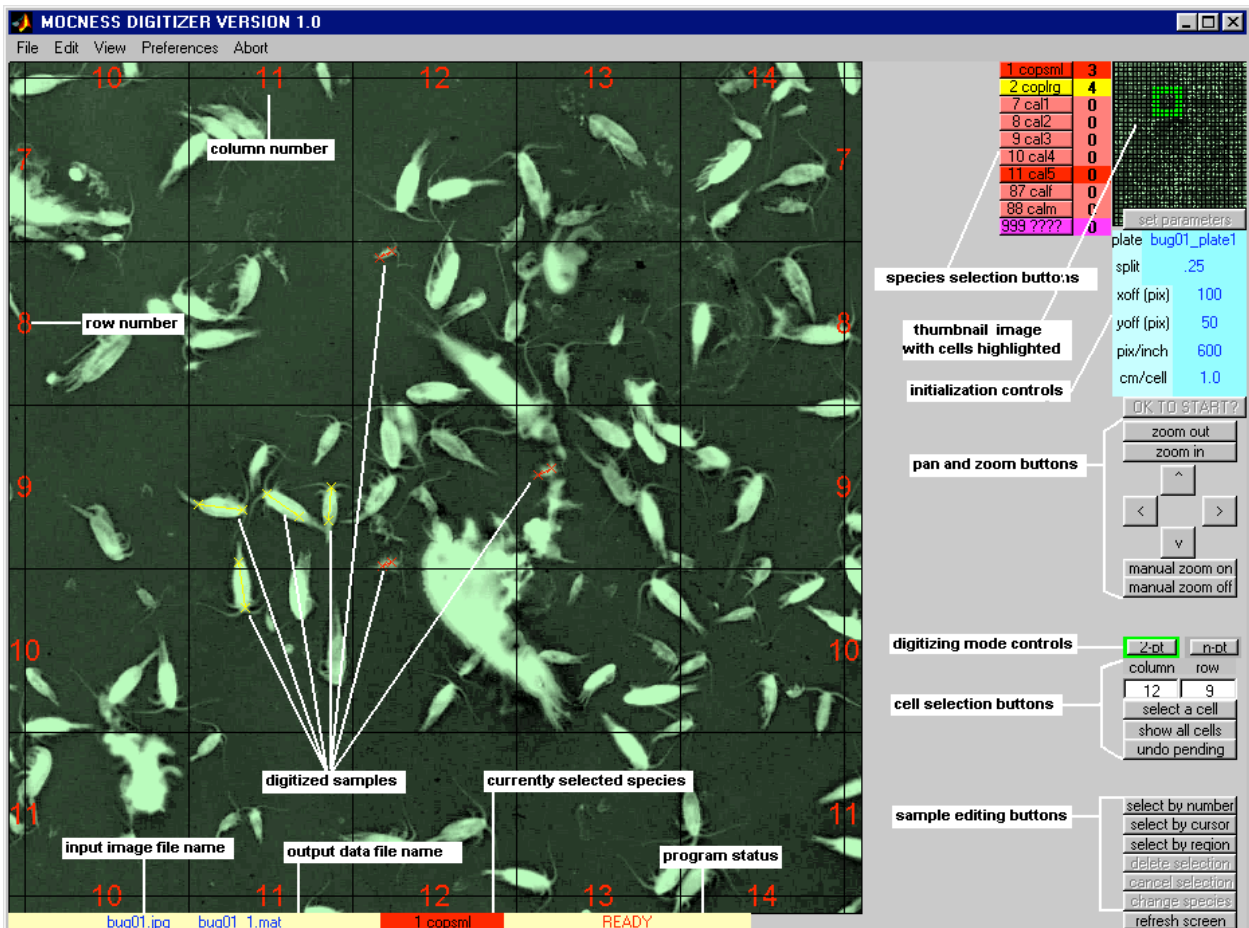 MOCNESS DIGITIZER VERSION 1.0
File Edit View Preferences Abort
10 11 12 13 14
column number
7 7
row number
8 8
9 9
10 10
digitized samples
currently selected species
11 11
input image file name
output data file name
program status
10 11 12 13 14
bug01.jpg bug01_1.mat 1 copsml READY
1 copsml 3
2 coplrg 4
7 cal1 0
8 cal2 0
9 cal3 0
10 cal4 0
11 cal5 0
87 calf 0
88 calm 0
999 ???? 0
species selection buttons
thumbnail image
with cells highlighted
initialization controls
set parameters
plate bug01_plate1
split .25
xoff (pix) 100
yoff (pix) 50
pix/inch 600
cm/cell 1.0
OK TO START?
pan and zoom buttons
zoom out
zoom in
^
< >
v
manual zoom on
manual zoom off
digitizing mode controls
2-pt n-pt
cell selection buttons
column row
12 9
select a cell
show all cells
undo pending
sample editing buttons
select by number
select by cursor
select by region
delete selection
cancel selection
change species
refresh screen